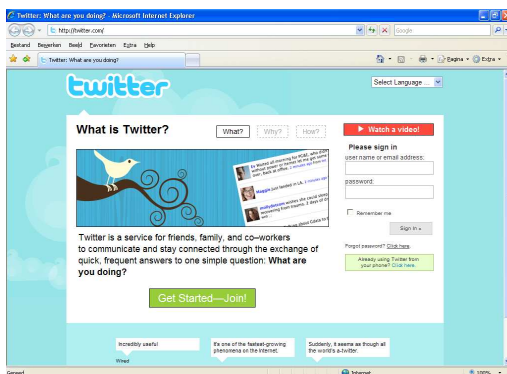 Twitter: What are you doing? - Microsoft Internet Explorer
http://twitter.com/
Google
Bestand Bewerken Beeld Favorieten Extra Help
Twitter: What are you doing?
Pagina Extra
twitter
Select Language ...
What is Twitter?
What? Why? How?
Watch a video!
Please sign in
user name or email address:
password:
Remember me
Sign In »
Forgot password? Click here.
Already using Twitter from
your phone? Click here.
Maggie just landed in LA.
Twitter is a service for friends, family, and co–workers
to communicate and stay connected through the exchange of
quick, frequent answers to one simple question: What are
you doing?
Get Started—Join!
Incredibly useful
Wired
It's one of the fastest-growing
phenomena on the Internet.
Suddenly, it seems as though all
the world's a-twitter.
Gereed
Internet
100%